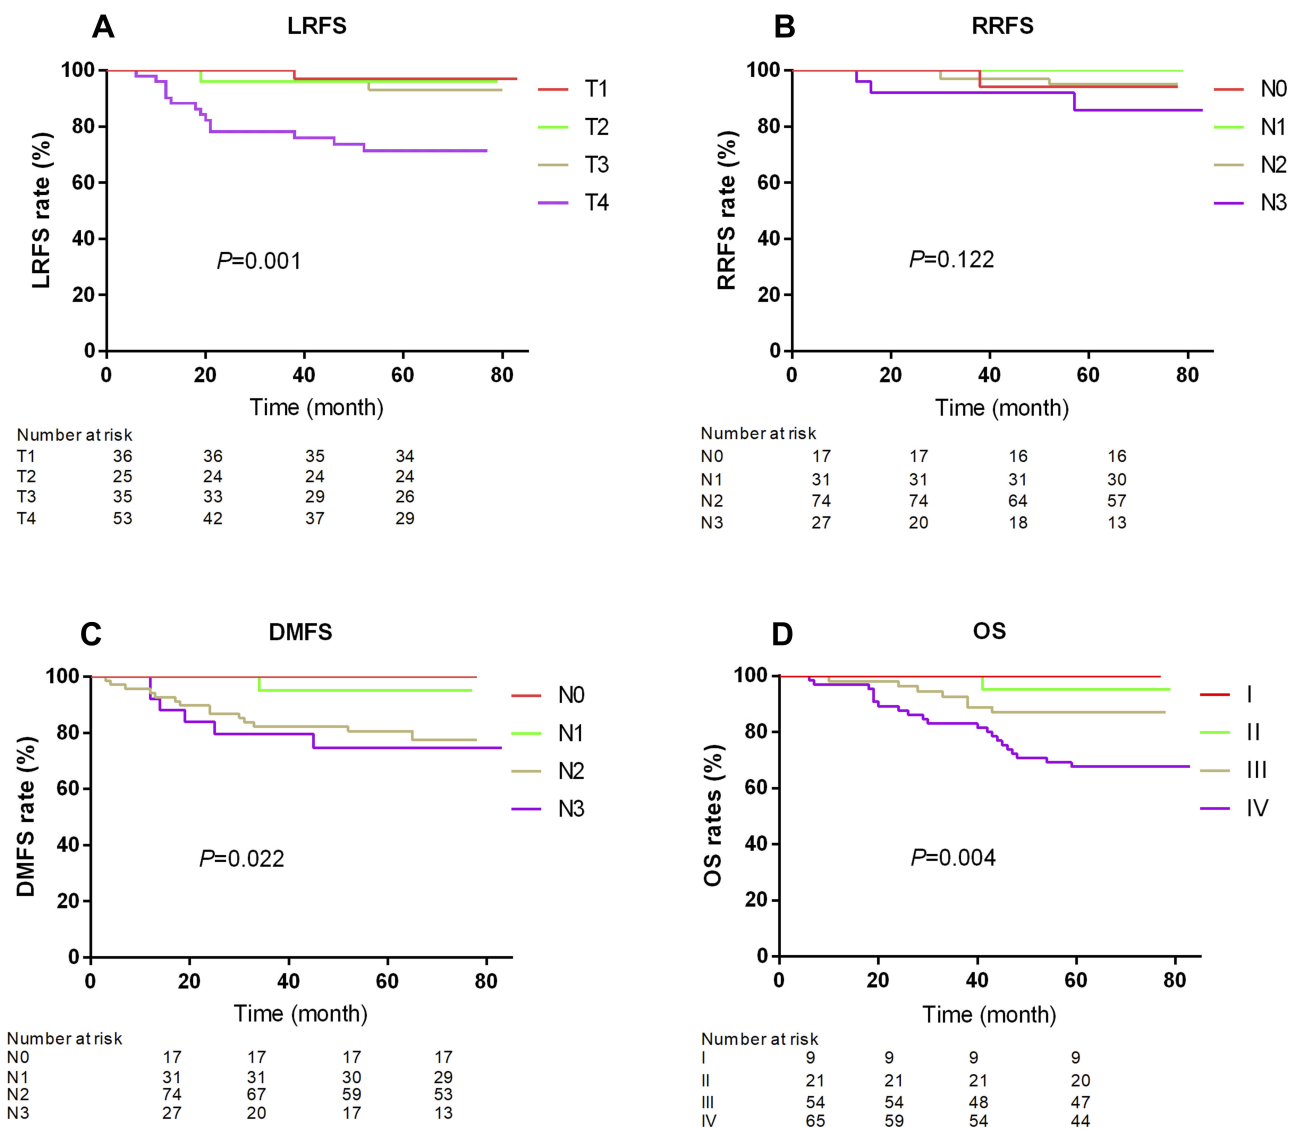 A
LRFS
LRFS rate (%)
100
80
60
40
20
0
0 20 40 60 80
Time (month)
P=0.001
T1
T2
T3
T4
Number at risk
T1 36 36 35 34
T2 25 24 24 24
T3 35 33 29 26
T4 53 42 37 29
B
RRFS
RRFS rate (%)
100
80
60
40
20
0
0 20 40 60 80
Time (month)
P=0.122
N0
N1
N2
N3
Number at risk
N0 17 17 16 16
N1 31 31 31 30
N2 74 74 64 57
N3 27 20 18 13
C
DMFS
DMFS rate (%)
100
80
60
40
20
0
0 20 40 60 80
Time (month)
P=0.022
N0
N1
N2
N3
Number at risk
N0 17 17 17 17
N1 31 31 30 29
N2 74 67 59 53
N3 27 20 17 13
D
OS
OS rates (%)
100
80
60
40
20
0
0 20 40 60 80
Time (month)
P=0.004
I
II
III
IV
Number at risk
I 9 9 9 9
II 21 21 21 20
III 54 54 48 47
IV 65 59 54 44